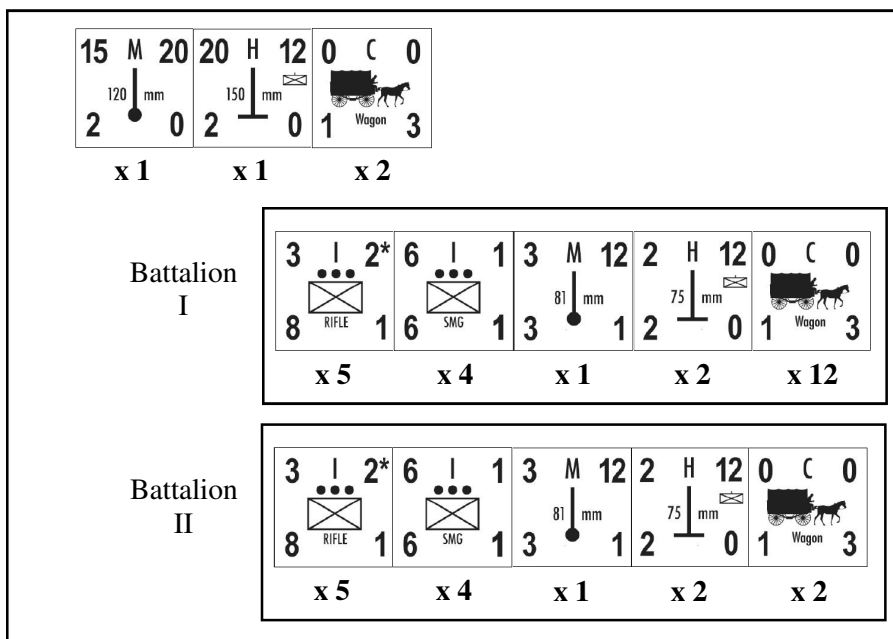 15 M 20 20 H 12 0 C 0
120 mm 150 mm
Wagon
2 0 2 0 1 3
x 1 x 1 x 2
Battalion
I
3 I 2* 6 I 1 3 M 12 2 H 12 0 C 0
81 mm 75 mm
RIFLE SMG Wagon
8 1 6 1 3 1 2 0 1 3
x 5 x 4 x 1 x 2 x 12
Battalion
II
3 I 2* 6 I 1 3 M 12 2 H 12 0 C 0
81 mm 75 mm
RIFLE SMG Wagon
8 1 6 1 3 1 2 0 1 3
x 5 x 4 x 1 x 2 x 2